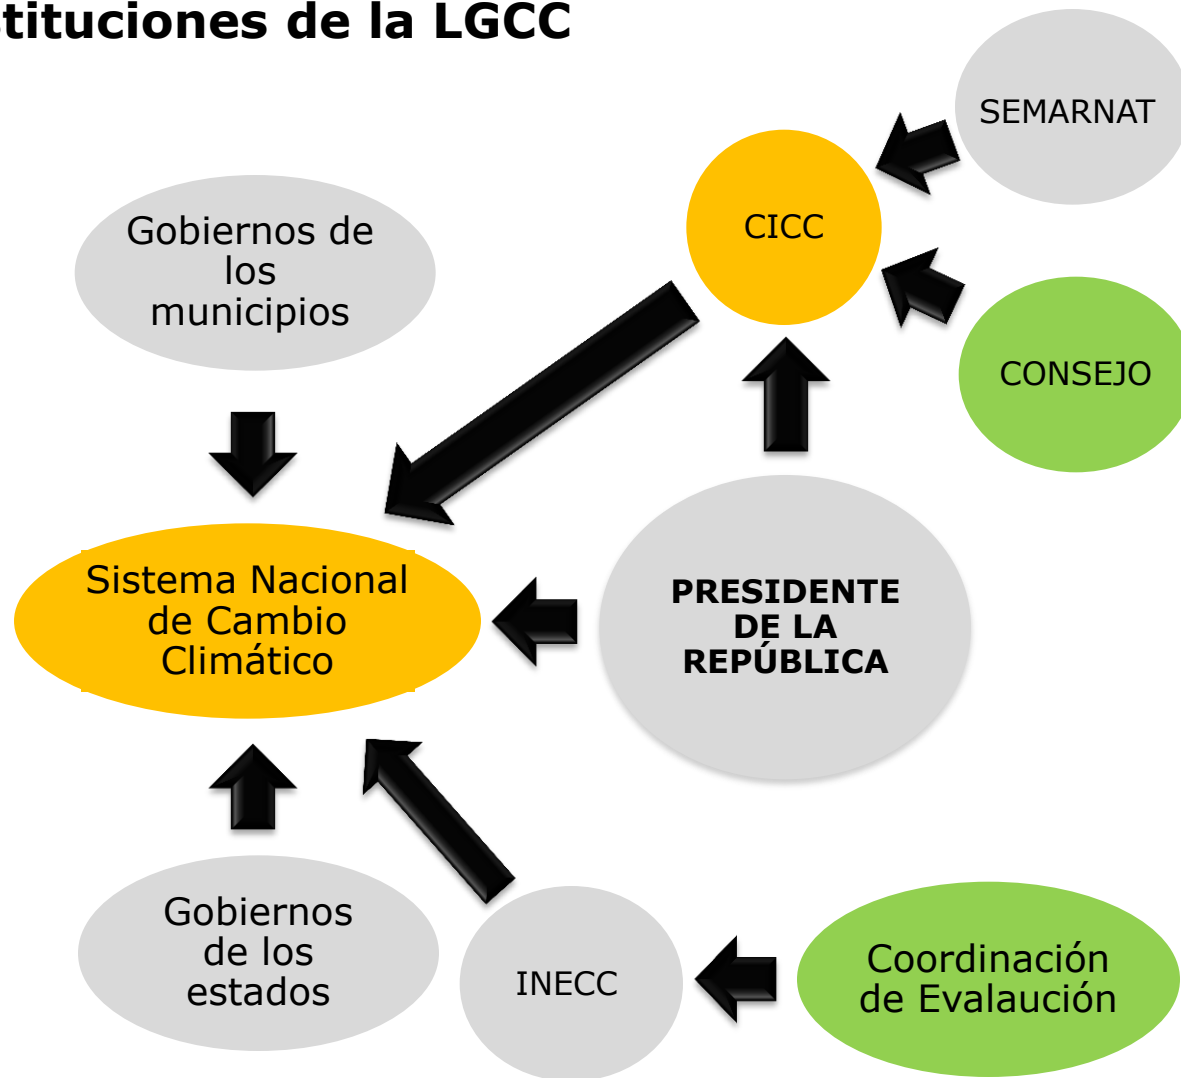 stituciones de la LGCC
SEMARNAT
CICC
Gobiernos de
los
municipios
CONSEJO
Sistema Nacional
de Cambio
Climático
PRESIDENTE
DE LA
REPÚBLICA
Gobiernos
de los
estados
INECC
Coordinación
de Evalaución